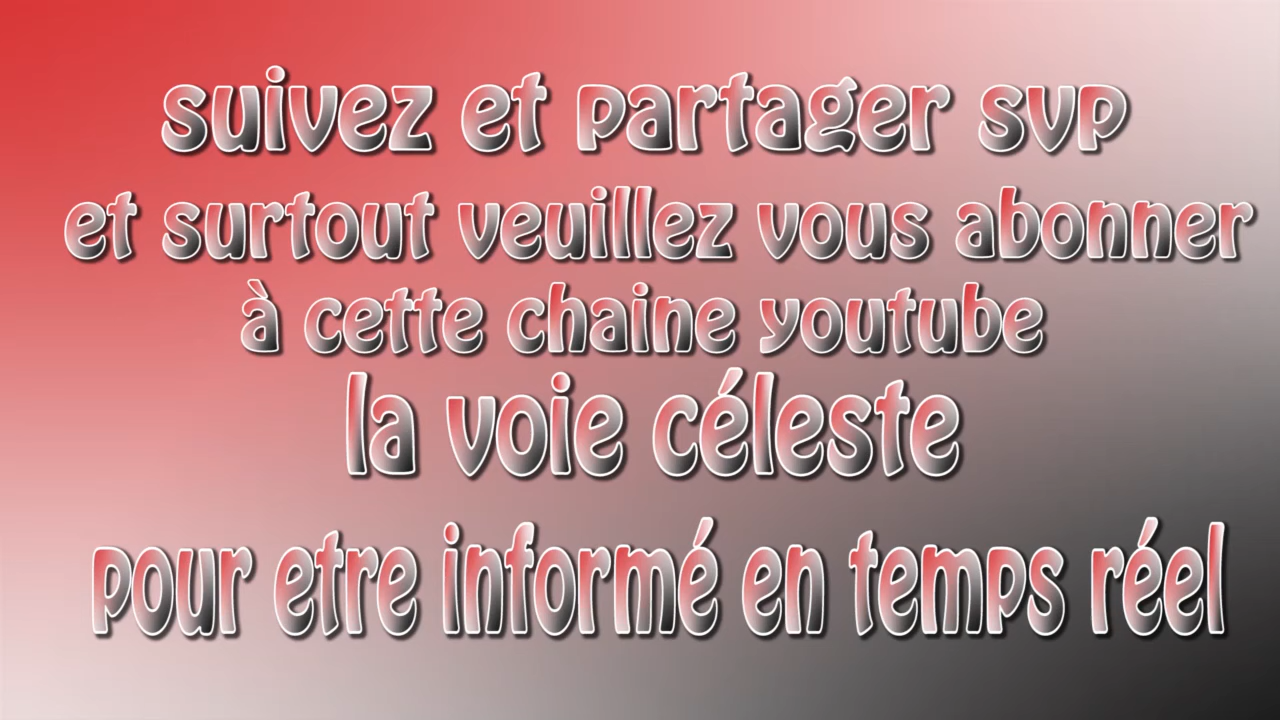 suivez et partager svp
et surtout veuillez vous abonner
à cette chaine youtube
la voie céleste
pour etre informé en temps réel